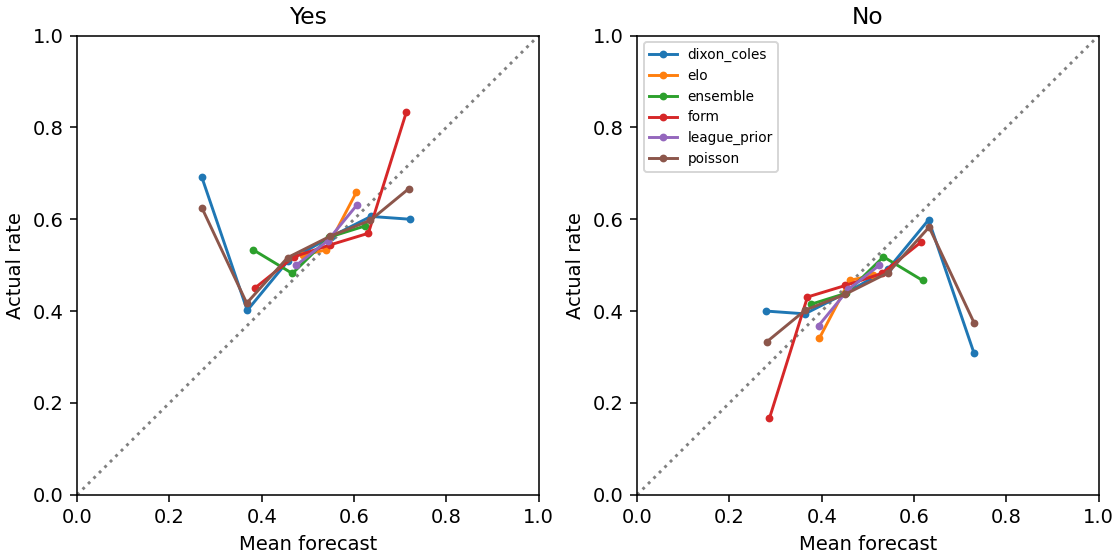 Yes
No
1.0
0.8
0.6
0.4
0.2
0.0
Actual rate
0.0
0.2
0.4
0.6
0.8
1.0
Mean forecast
1.0
0.8
0.6
0.4
0.2
0.0
Actual rate
dixon_coles
elo
ensemble
form
league_prior
poisson
0.0
0.2
0.4
0.6
0.8
1.0
Mean forecast